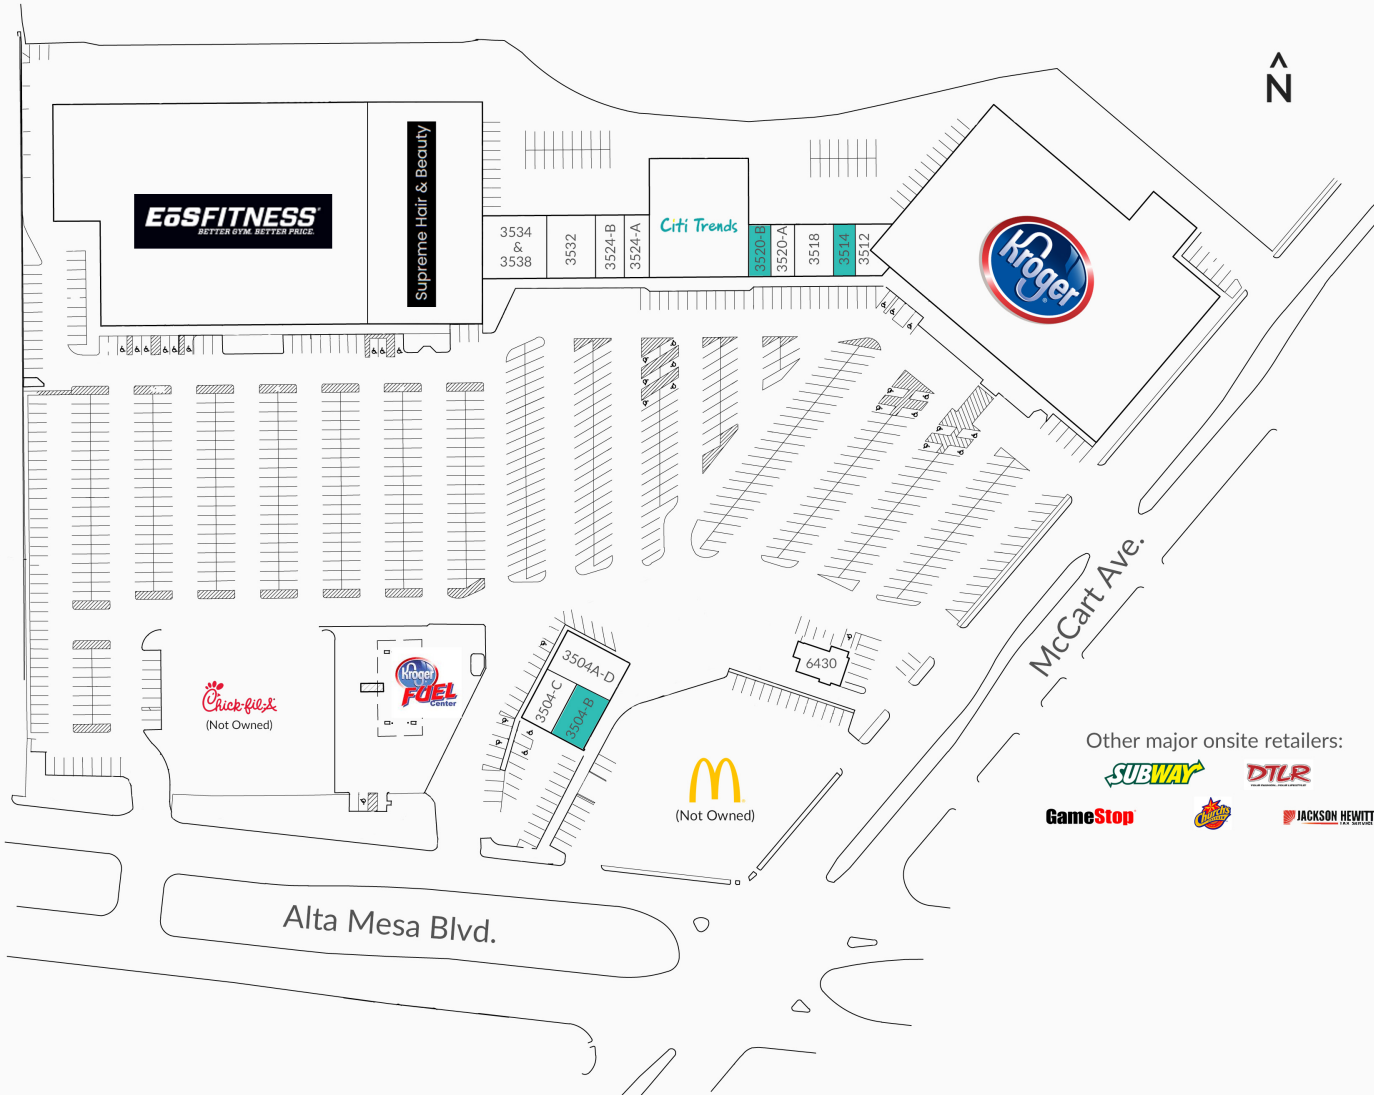 N
EōSFITNESS
BETTER GYM. BETTER PRICE.
Supreme Hair & Beauty
3534
&
3538
3532
3524-B
3524-A
Citi Trends
3520-B
3520-A
3518
3514
3512
Kroger
McCart Ave.
Chick-fil-A
(Not Owned)
Kroger
FUEL
Center
3504A-D
3504-C
3504-B
6430
(Not Owned)
Other major onsite retailers:
SUBWAY
DTLR
GameStop
Church's
JACKSON HEWITT
TAX SERVICE
Alta Mesa Blvd.